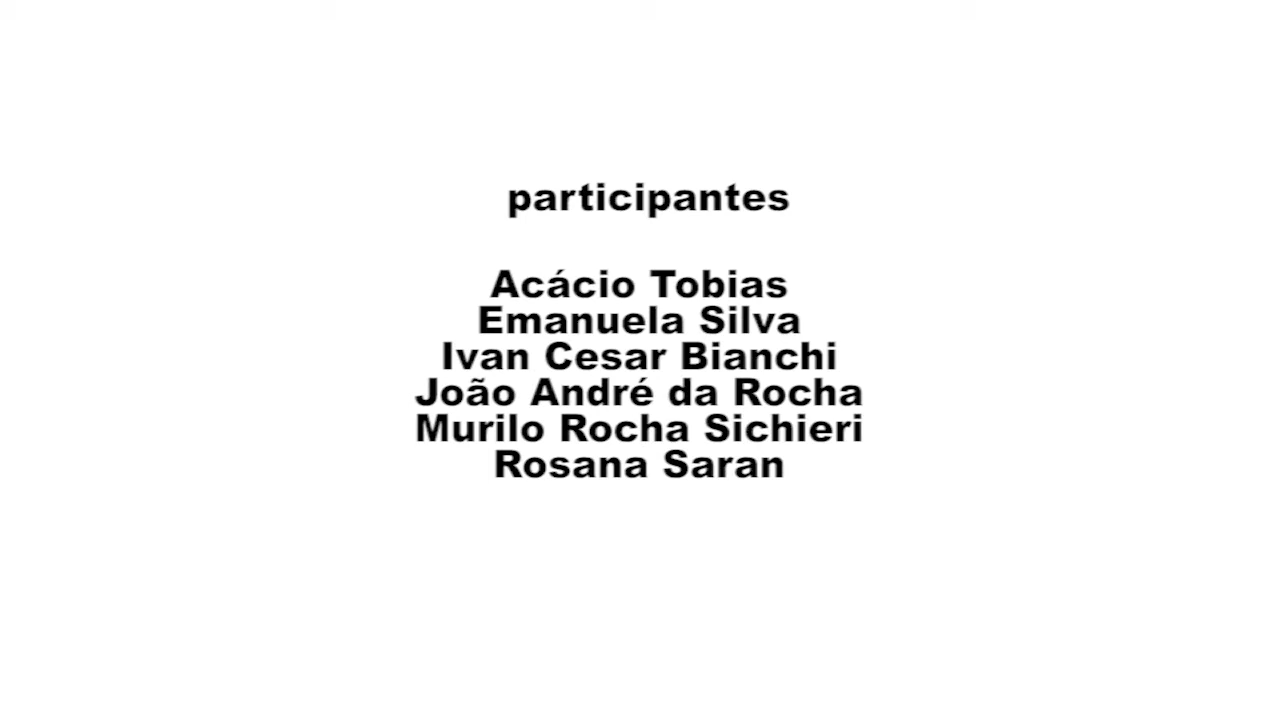 participantes
Acácio Tobias
Emanuela Silva
Ivan Cesar Bianchi
João André da Rocha
Murilo Rocha Sichieri
Rosana Saran